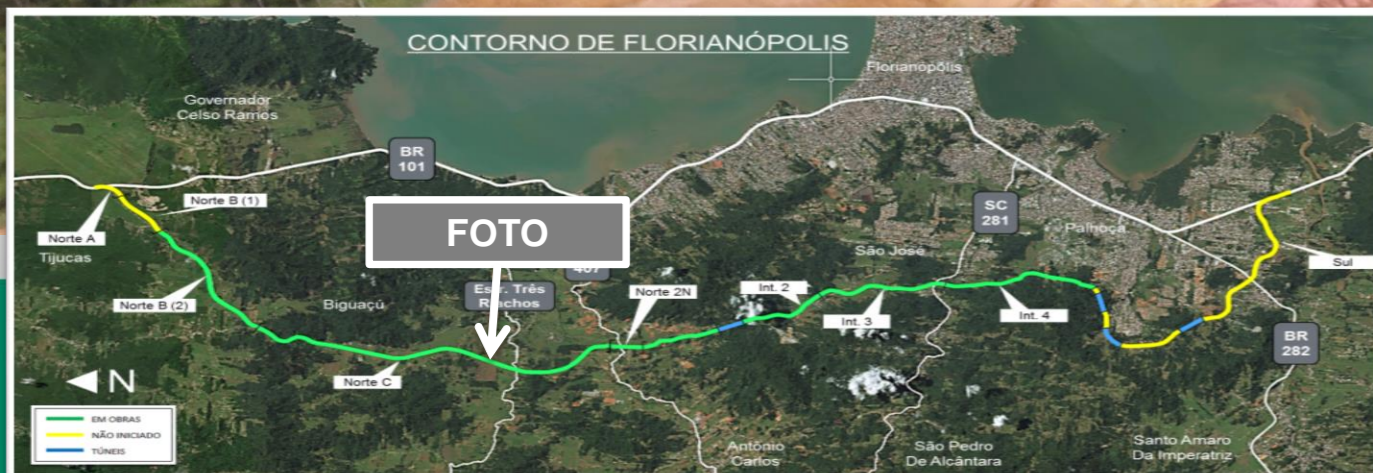 CONTORNO DE FLORIANÓPOLIS
Florianópolis
Governador
Celso Ramos
BR
101
Norte B (1)
Norte A
Tijucas
FOTO
SC
281
Palhoça
São José
Sul
407
Estr. Três
Riachos
Norte 2N
Int. 2
Int. 3
Int. 4
Norte B (2)
Biguaçú
BR
282
Norte C
N
EM OBRAS
NÃO INICIADO
TÚNEIS
Antônio
Carlos
São Pedro
De Alcântara
Santo Amaro
Da Imperatriz